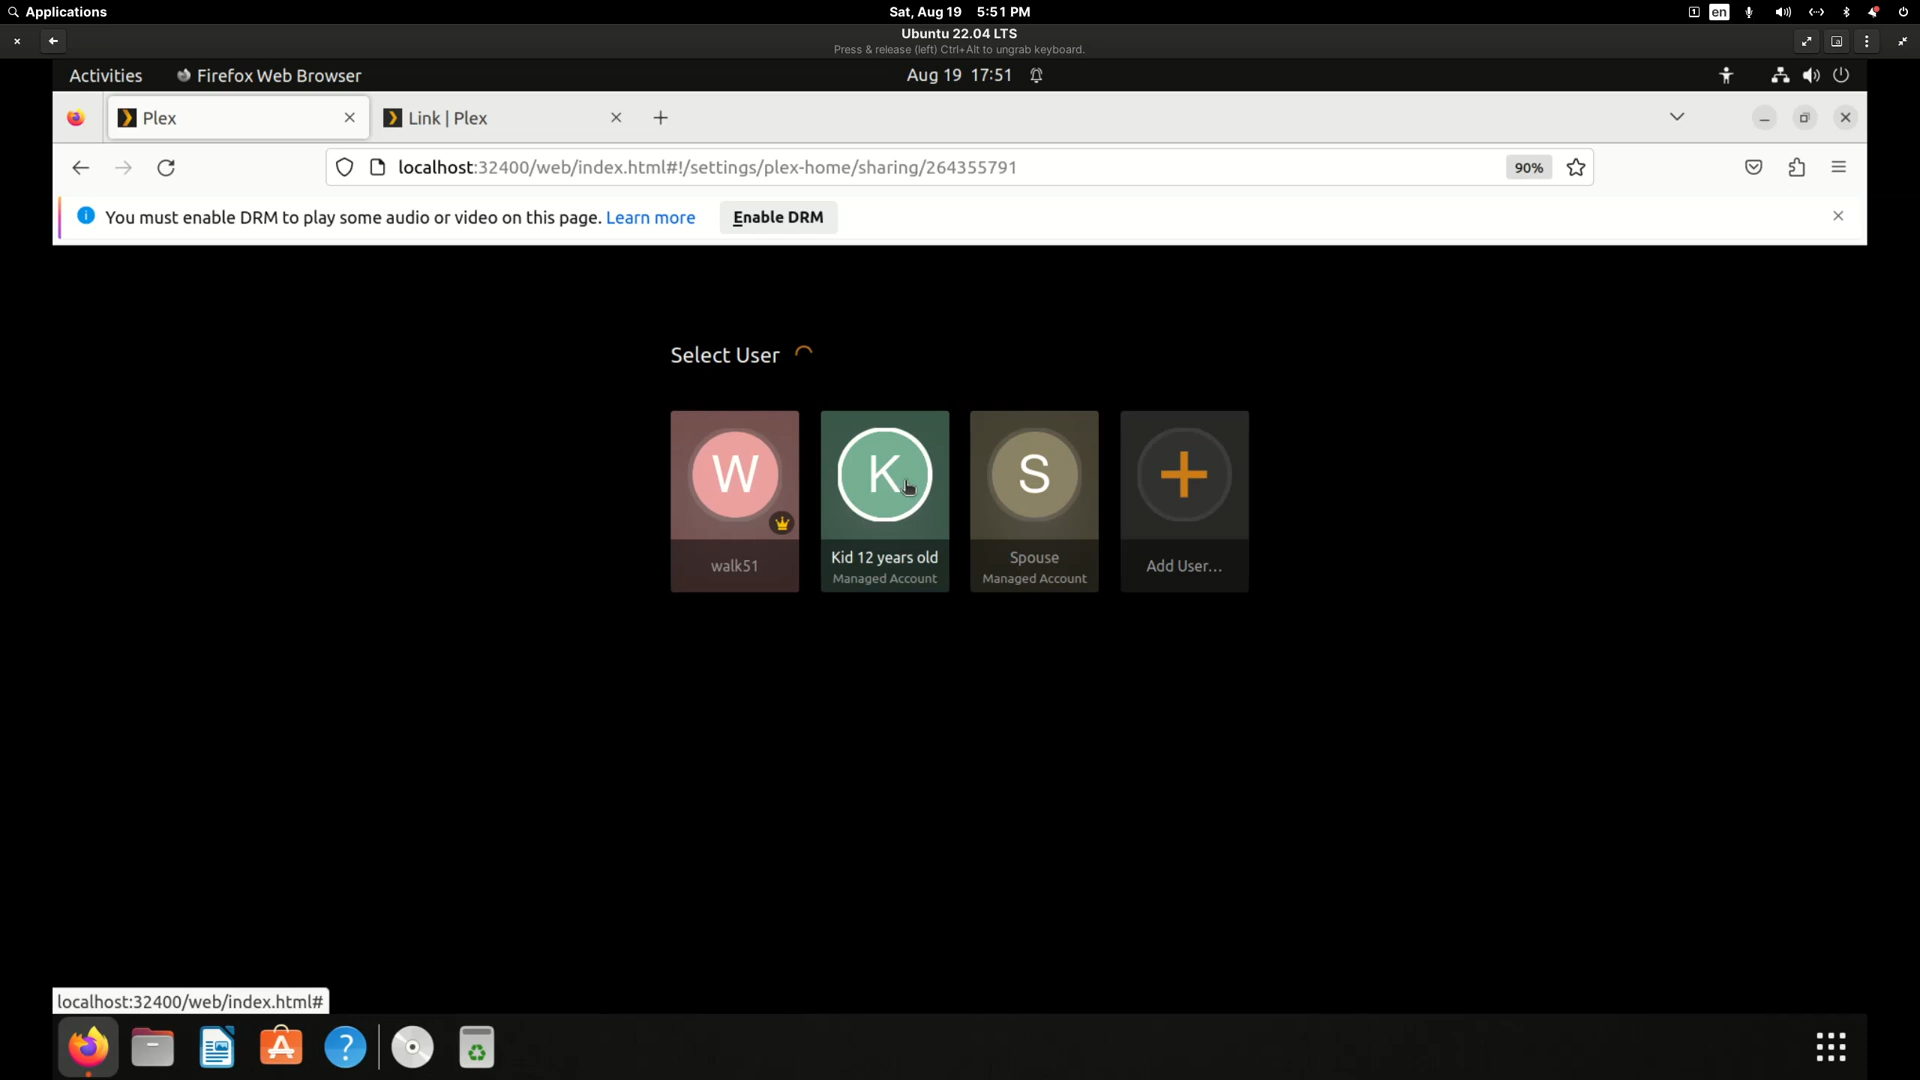 Applications
Sat, Aug 19 5:51 PM
1
en
Ubuntu 22.04 LTS
Press & release (left) Ctrl+Alt to ungrab keyboard.
Activities
Firefox Web Browser
Aug 19 17:51
Plex
Link | Plex
localhost:32400/web/index.html#!/settings/plex-home/sharing/264355791
90%
You must enable DRM to play some audio or video on this page. Learn more
Enable DRM
Select User
W
K
S
walk51
Kid 12 years old
Managed Account
Spouse
Managed Account
Add User...
localhost:32400/web/index.html#